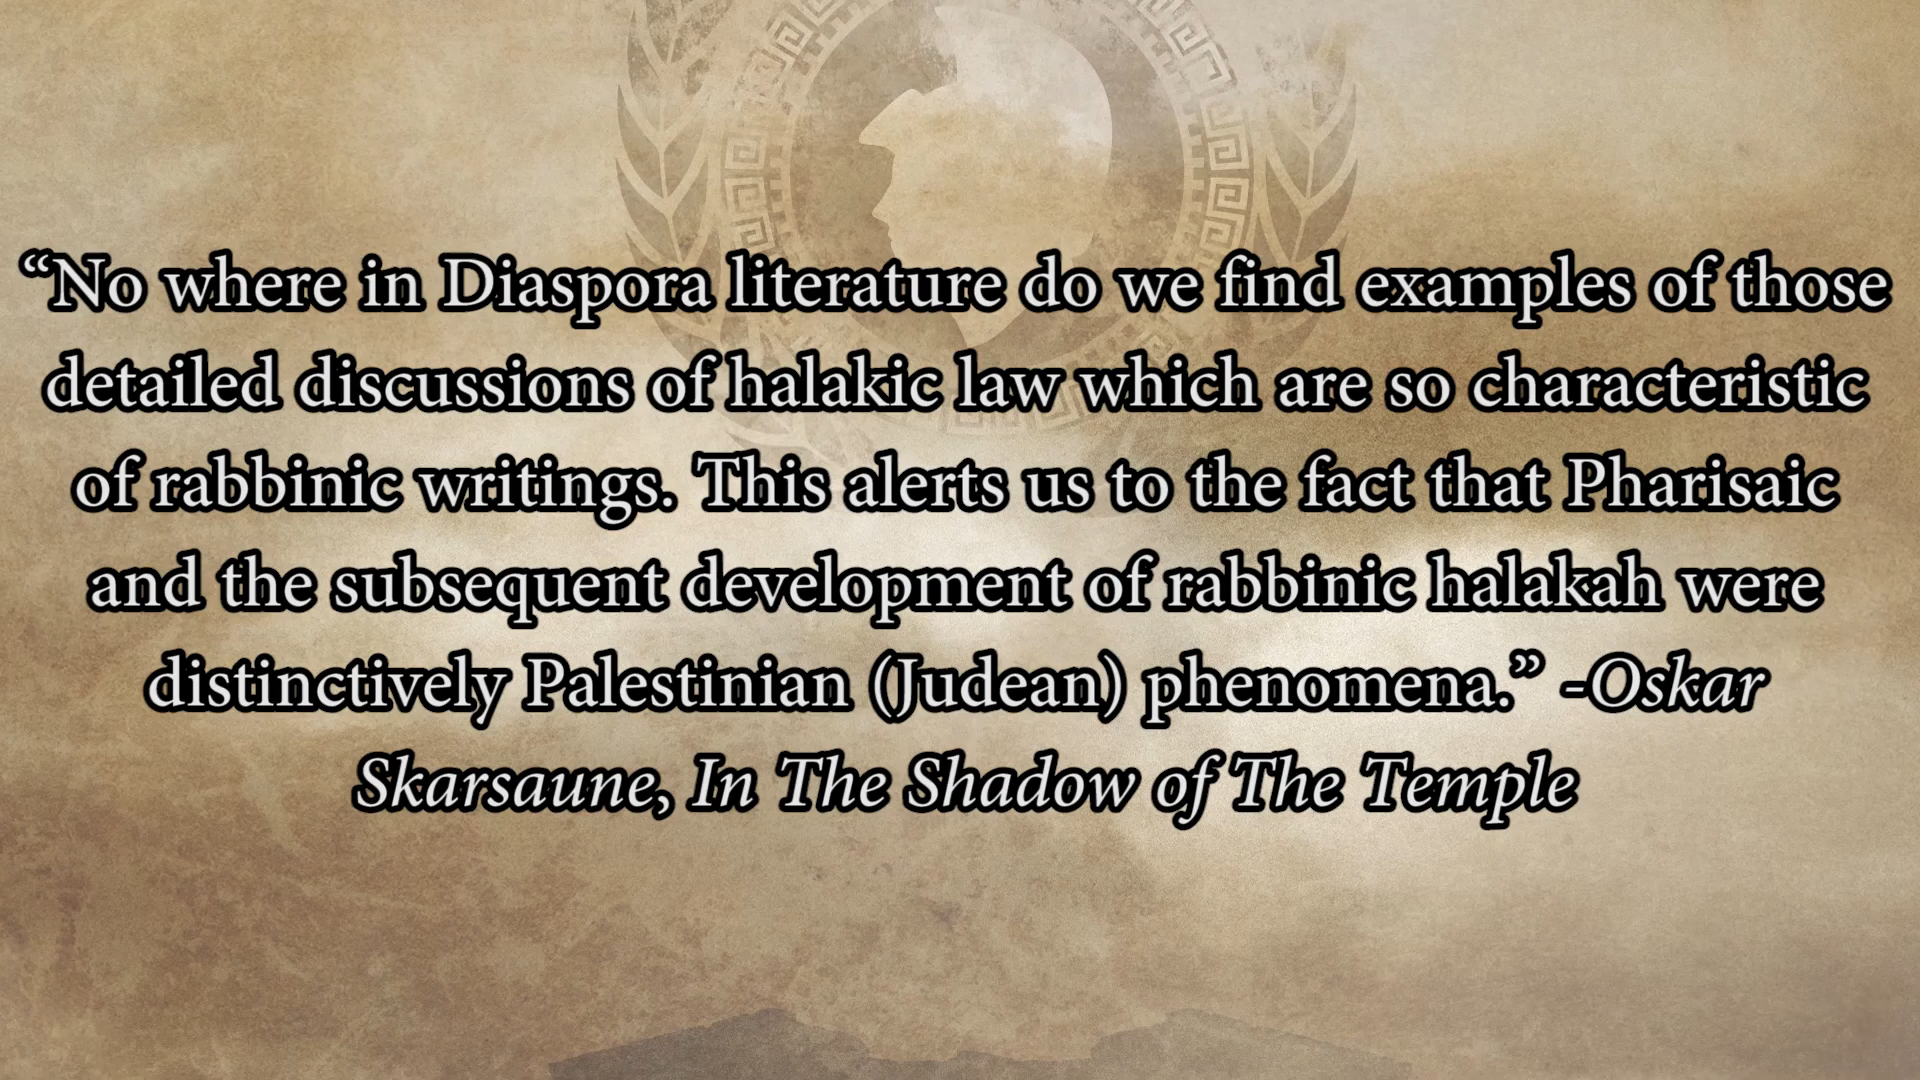 “No where in Diaspora literature do we find examples of those
detailed discussions of halakic law which are so characteristic
of rabbinic writings. This alerts us to the fact that Pharisaic
and the subsequent development of rabbinic halakah were
distinctively Palestinian (Judean) phenomena.” -Oskar
Skarsaune, In The Shadow of The Temple